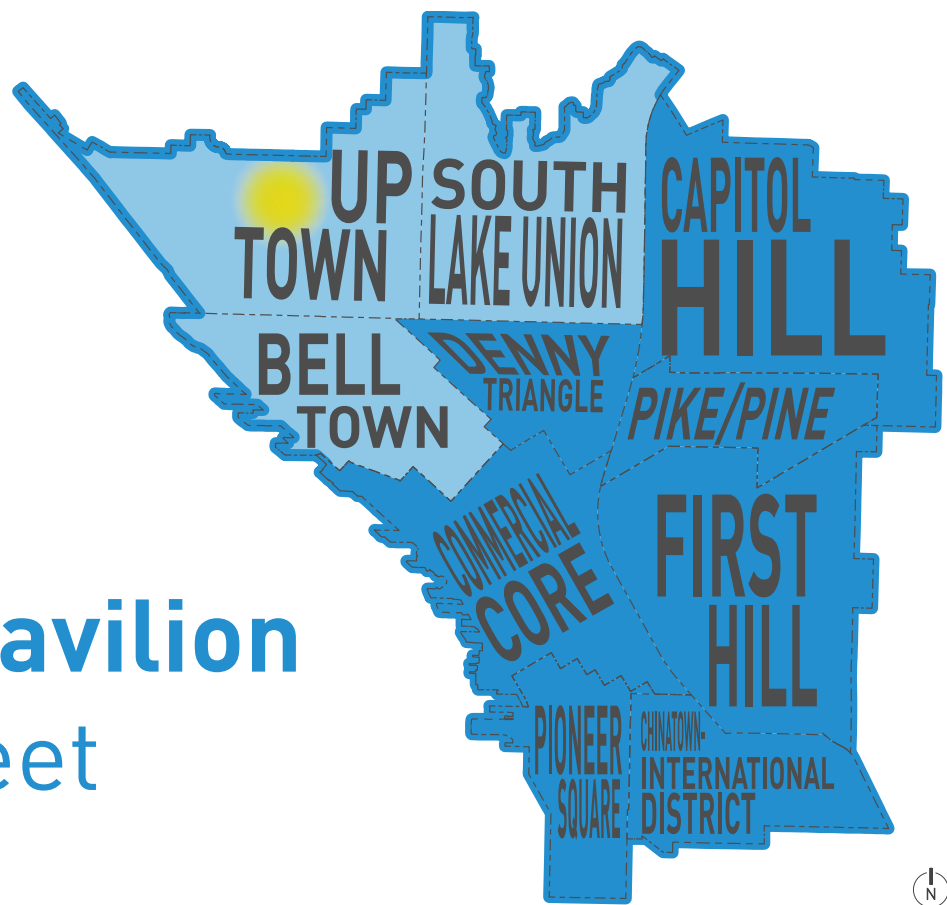 UP
TOWN
SOUTH
LAKE UNION
CAPITOL
HILL
BELL
TOWN
DENNY
TRIANGLE
PIKE/PINE
COMMERCIAL
CORE
FIRST
HILL
avilion
eet
PIONEER
SQUARE
CHINATOWN-
INTERNATIONAL
DISTRICT
N